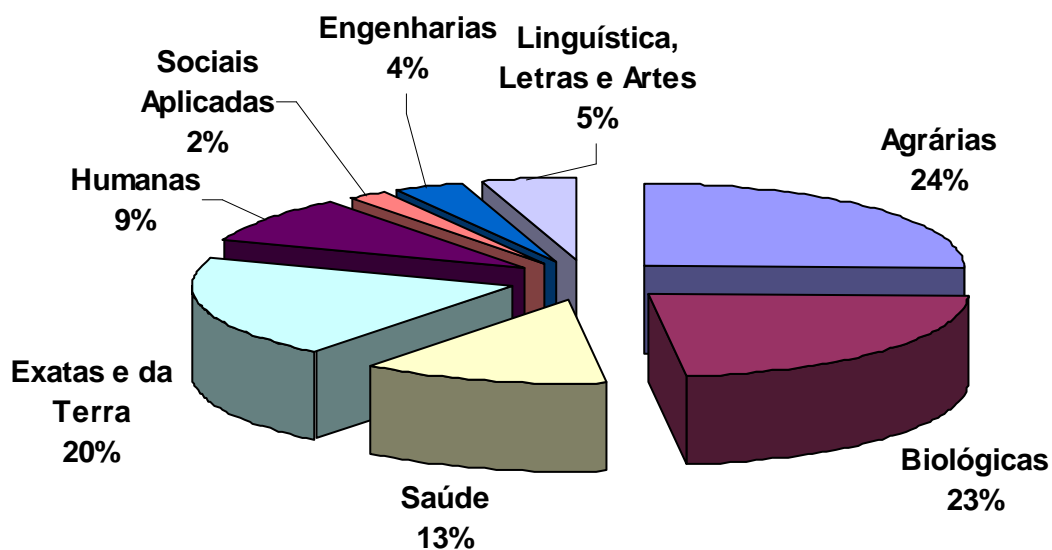 Engenharias
4%
Linguística,
Letras e Artes
5%
Sociais
Aplicadas
2%
Agrárias
24%
Humanas
9%
Exatas e da
Terra
20%
Biológicas
23%
Saúde
13%